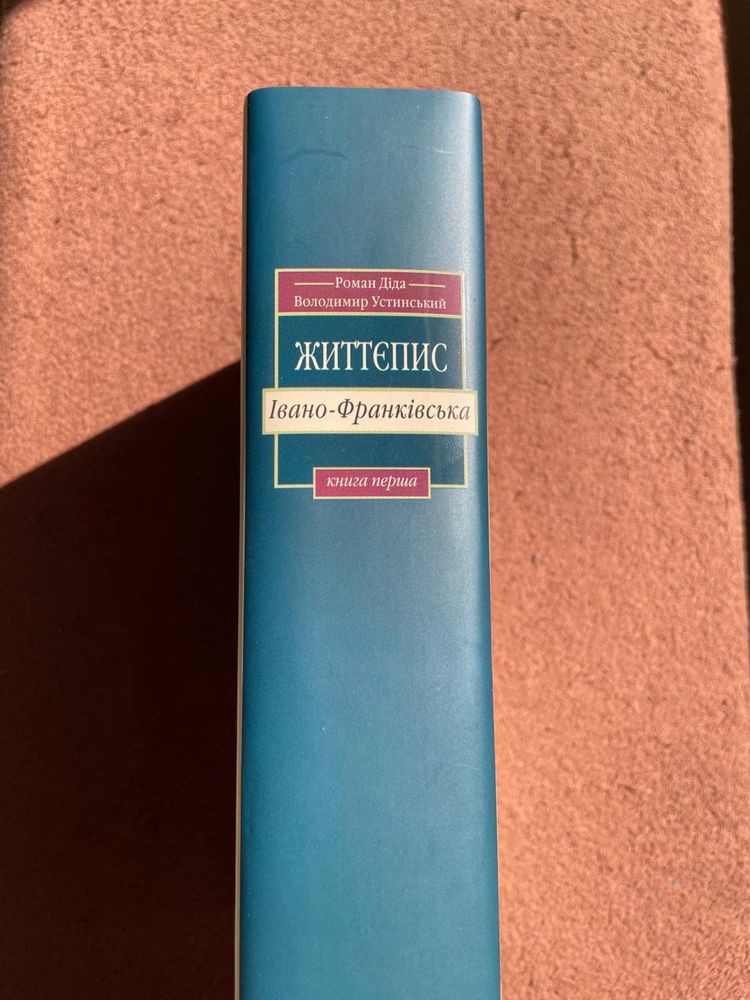 Роман Діда
Володимир Устинський
ЖИТТЄПИС
Івано-Франківська
книга перша